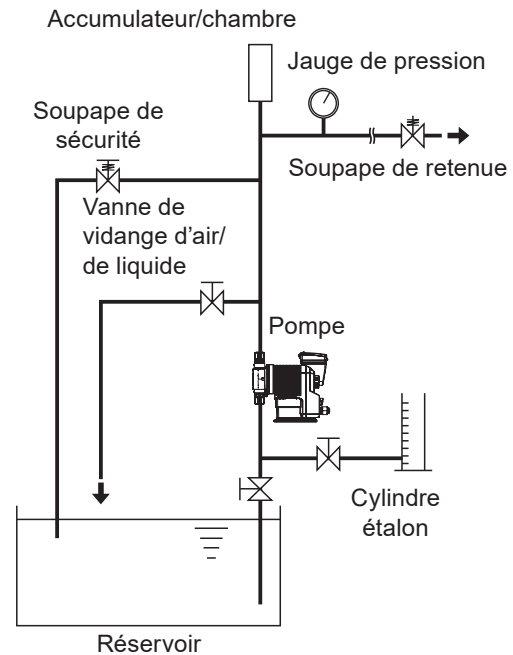 Accumulateur/chambre
Jauge de pression
Soupape de
sécurité
Soupape de retenue
Vanne de
vidange d’air/
de liquide
Pompe
Cylindre
étalon
Réservoir